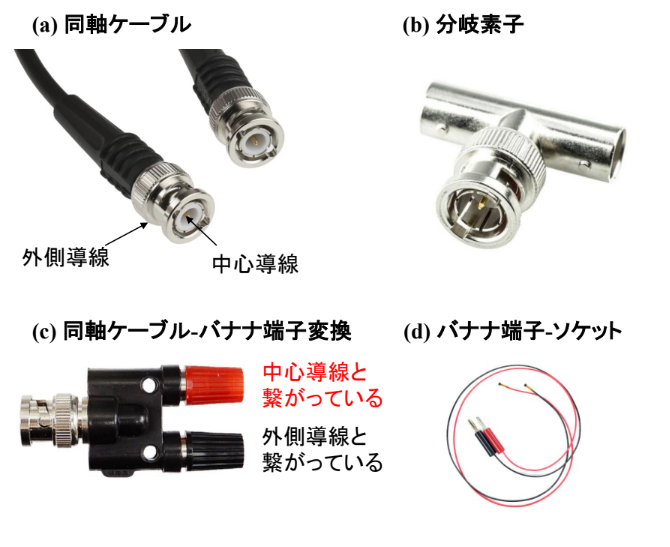 (a) 同軸ケーブル
(b) 分岐素子
外側導線
中心導線
(c) 同軸ケーブル-バナナ端子変換
(d) バナナ端子-ソケット
中心導線と
繋がっている
外側導線と
繋がっている